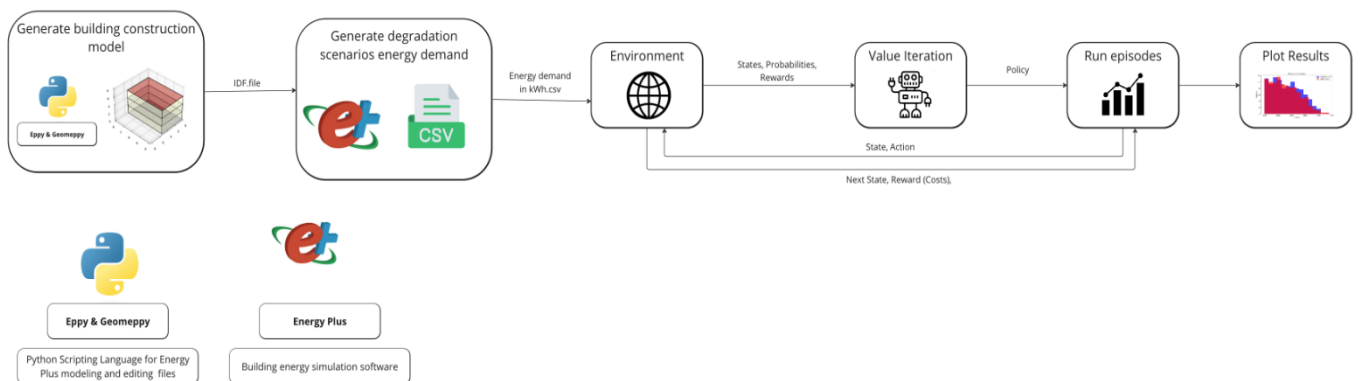 Generate building construction
model
Eppy & Geomeppy
IDF.file
Generate degradation
scenarios energy demand
CSV
Energy demand
in kWh.csv
Environment
States, Probabilities,
Rewards
Value Iteration
Policy
Run episodes
Plot Results
State, Action
Next State, Reward (Costs),
Eppy & Geomeppy
Python Scripting Language for Energy
Plus modeling and editing files
Energy Plus
Building energy simulation software